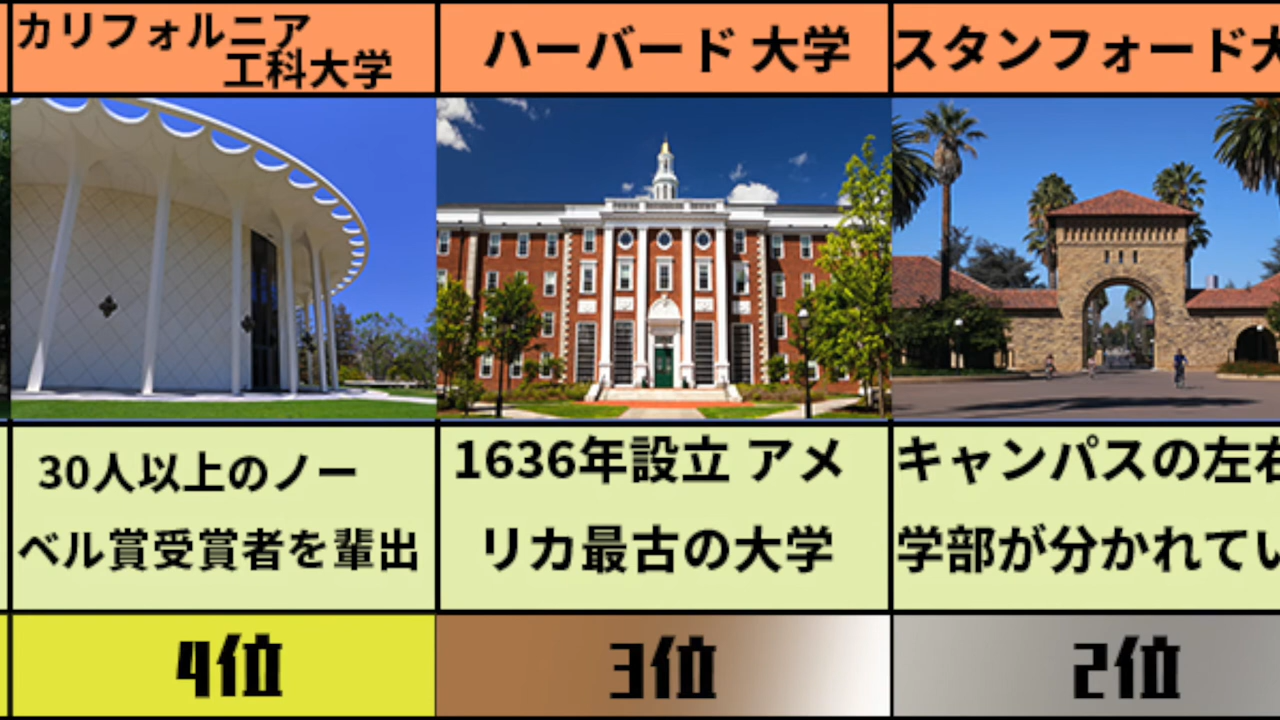 カリフォルニア
工科大学
ハーバード 大学
スタンフォード大
30人以上のノー
ベル賞受賞者を輩出
1636年設立 アメ
リカ最古の大学
キャンパスの左右
学部が分かれてい
4位
3位
2位